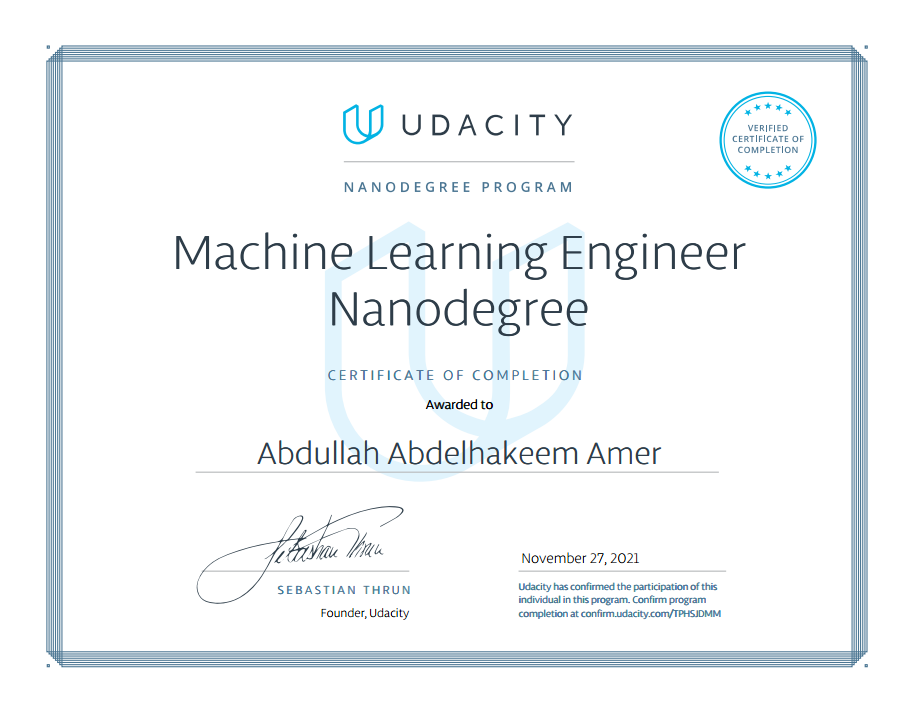 UDACITY
VERIFIED
CERTIFICATE OF
COMPLETION
NANODEGREE PROGRAM
Machine Learning Engineer
Nanodegree
CERTIFICATE OF COMPLETION
Awarded to
Abdullah Abdelhakeem Amer
Sebastian Thrun
SEBASTIAN THRUN
Founder, Udacity
November 27, 2021
Udacity has confirmed the participation of this
individual in this program. Confirm program
completion at confirm.udacity.com/TPHSJDMM